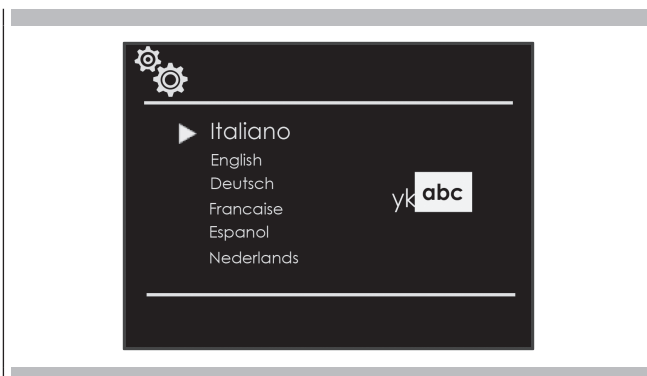 Italiano
English
Deutsch
Francaise
Espanol
Nederlands
yk abc